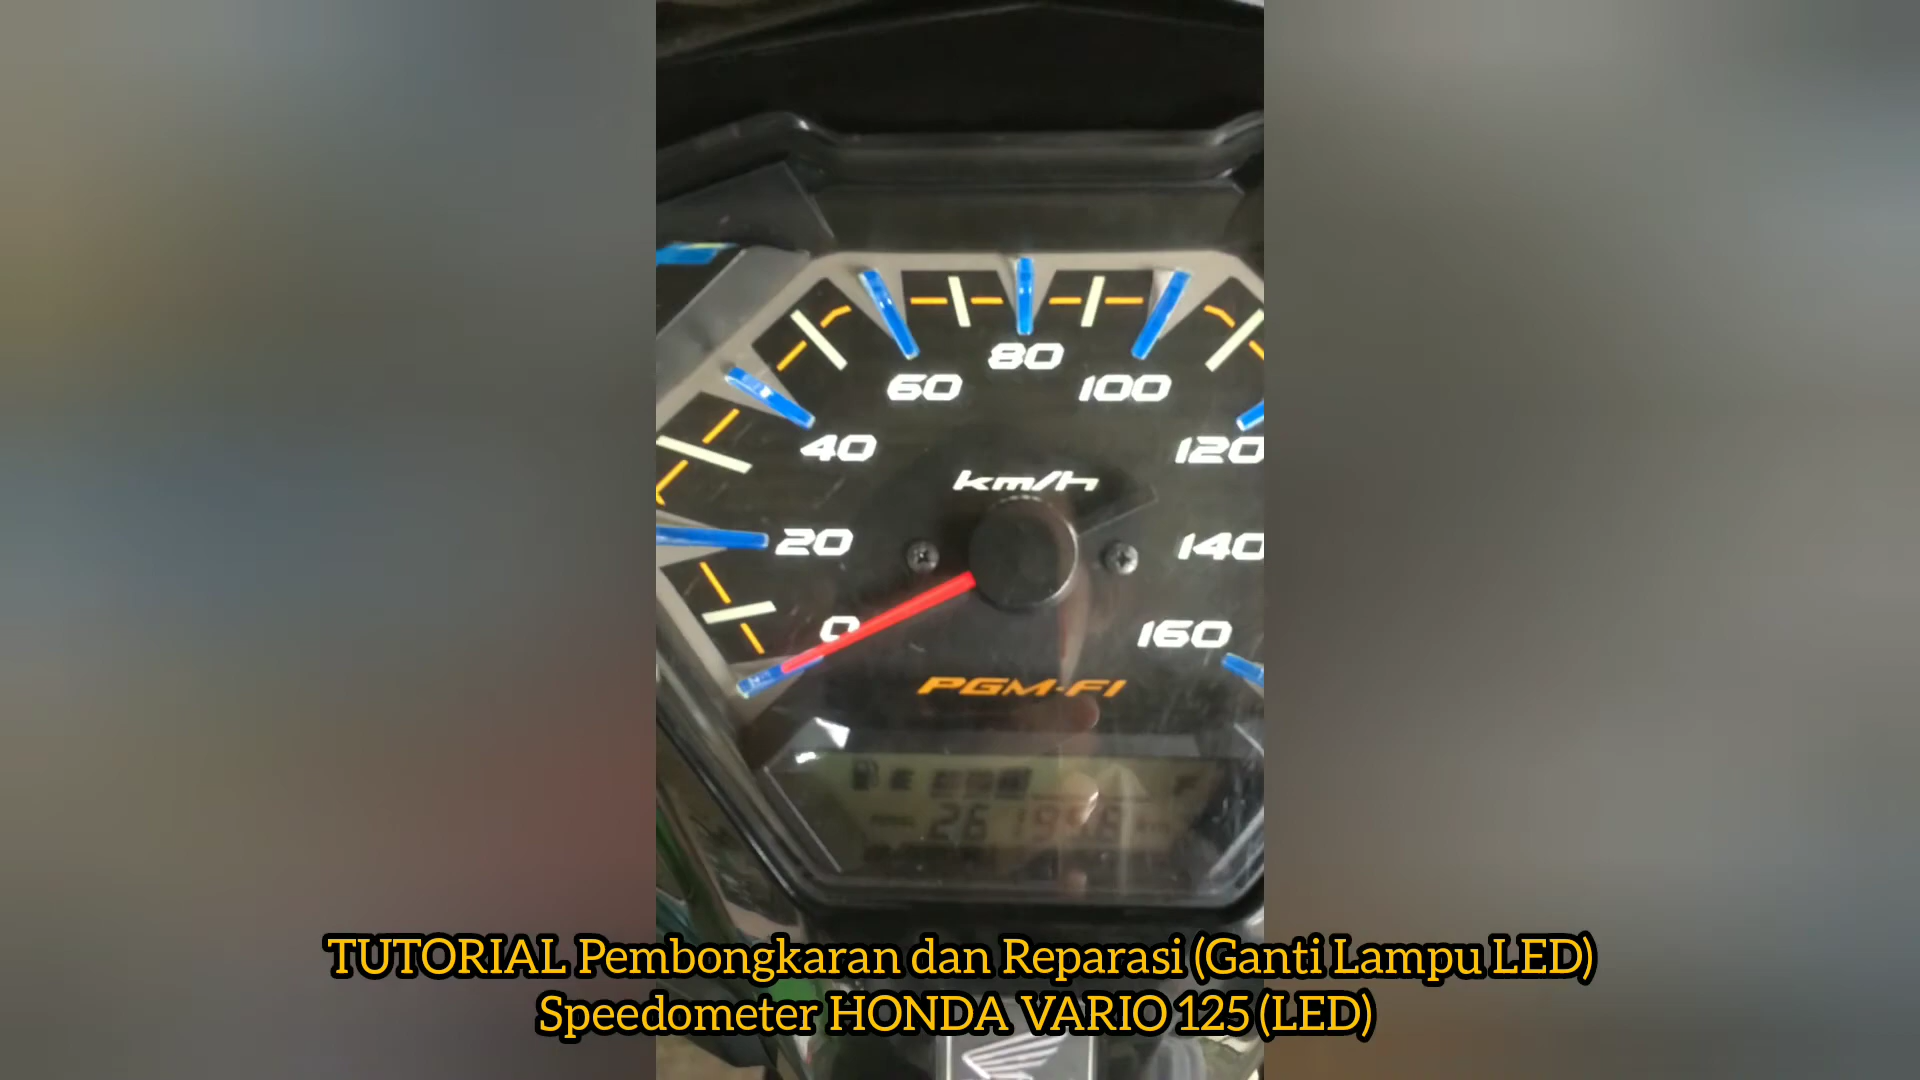 80
60
100
40
120
km/h
20
140
0
160
PGM-FI
E
F
TUTORIAL Pembongkaran dan Reparasi (Ganti Lampu LED)
Speedometer HONDA VARIO 125 (LED)